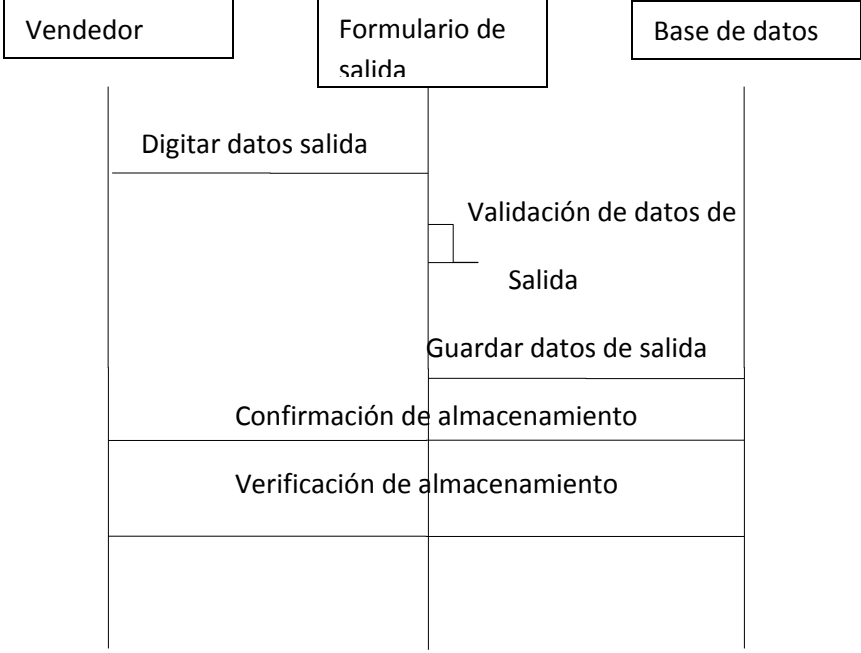 Vendedor
Formulario de
salida
Base de datos
Digitar datos salida
Validación de datos de
Salida
Guardar datos de salida
Confirmación de almacenamiento
Verificación de almacenamiento